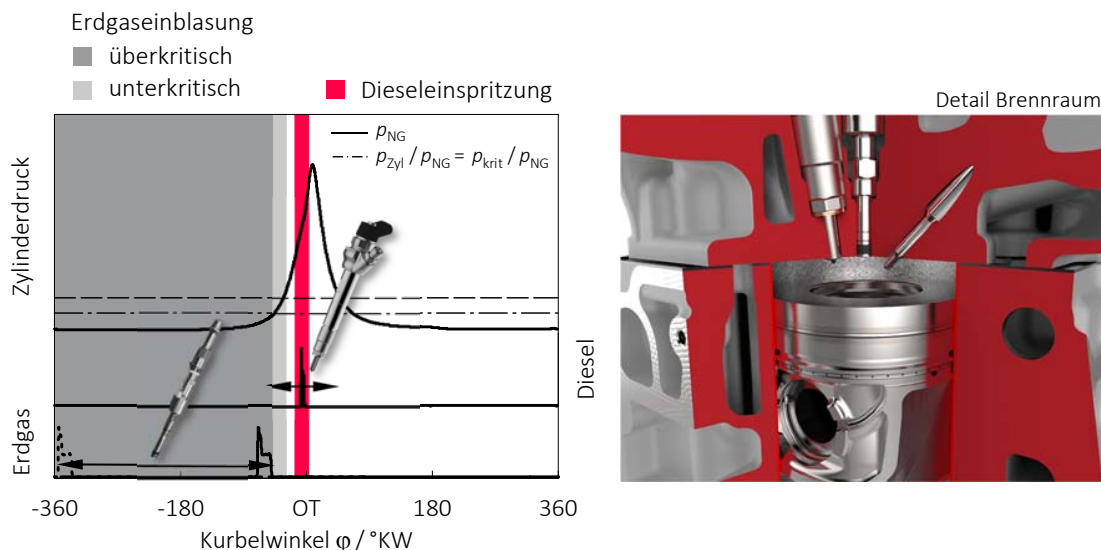 Erdgaseinblasung
überkritisch
unterkritisch
Dieseleinspritzung
Detail Brennraum
p_NG
p_Zyl / p_NG = p_krit / p_NG
Zylinderdruck
Erdgas
Diesel
-360
-180
OT
180
360
Kurbelwinkel φ / °KW